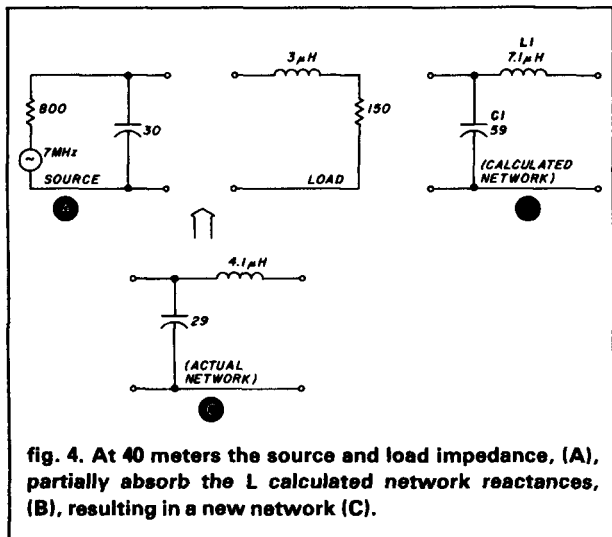 3μH
L1
7.1μH
800
30
150
C1
59
7MHz
SOURCE
LOAD
(CALCULATED
NETWORK)
A
4.1μH
29
(ACTUAL
NETWORK)
C
fig. 4. At 40 meters the source and load impedance, (A),
partially absorb the L calculated network reactances,
(B), resulting in a new network (C).